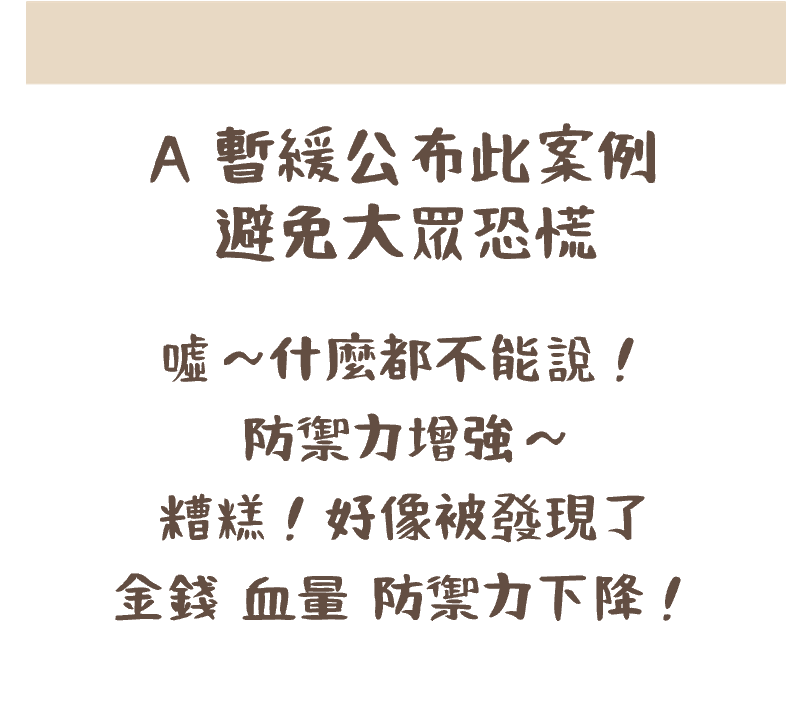 A 暫緩公布此案例
避免大眾恐慌
噓～什麼都不能說！
防禦力增強～
糟糕！好像被發現了
金錢 血量 防禦力下降！